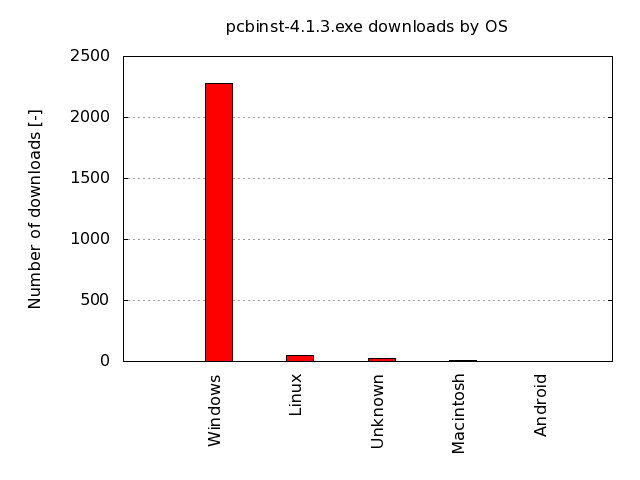 pcbinst-4.1.3.exe downloads by OS
2500
2000
1500
1000
500
0
Number of downloads [-]
Windows
Linux
Unknown
Macintosh
Android